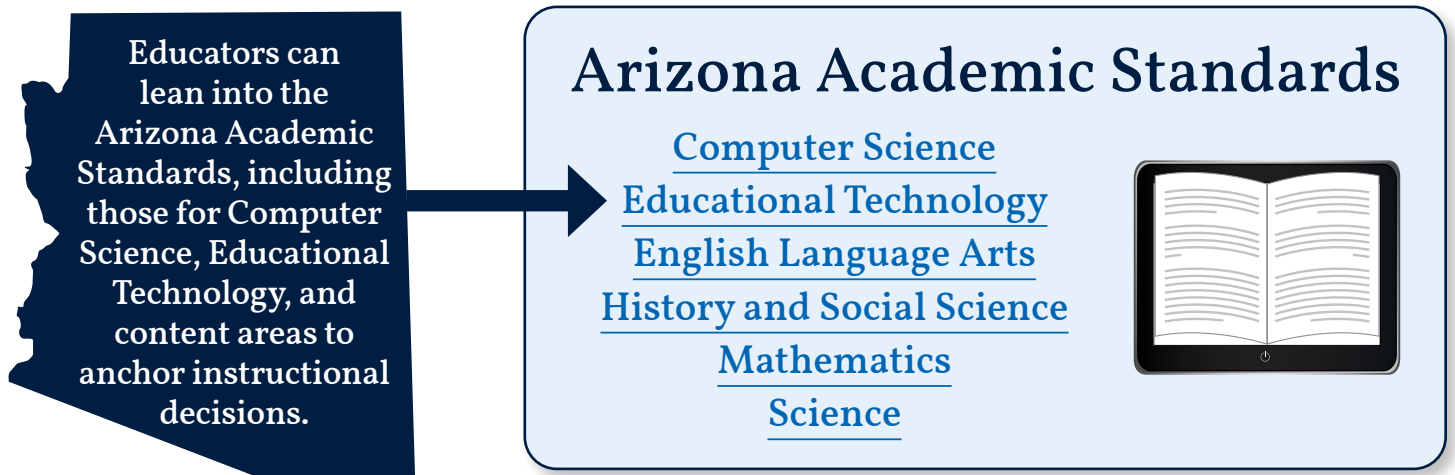 Educators can
lean into the
Arizona Academic
Standards, including
those for Computer
Science, Educational
Technology, and
content areas to
anchor instructional
decisions.
Arizona Academic Standards
Computer Science
Educational Technology
English Language Arts
History and Social Science
Mathematics
Science